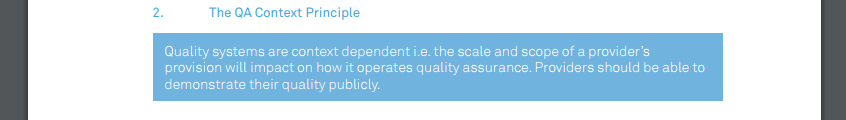 2. The QA Context Principle
Quality systems are context dependent i.e. the scale and scope of a provider's
provision will impact on how it operates quality assurance. Providers should be able to
demonstrate their quality publicly.